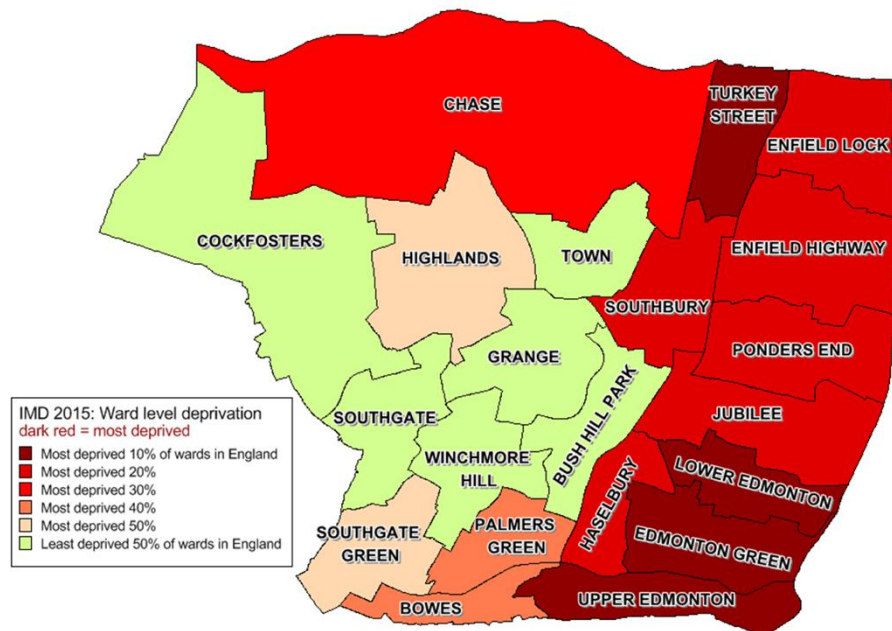 CHASE
TURKEY
STREET
ENFIELD LOCK
COCKFOSTERS
HIGHLANDS
TOWN
ENFIELD HIGHWAY
SOUTHBURY
GRANGE
PONDERS END
SOUTHGATE
BUSH HILL PARK
JUBILEE
WINCHMORE
HILL
LOWER EDMONTON
HASELBURY
SOUTHGATE
GREEN
PALMERS
GREEN
EDMONTON GREEN
BOWES
UPPER EDMONTON
IMD 2015: Ward level deprivation
dark red = most deprived
Most deprived 10% of wards in England
Most deprived 20%
Most deprived 30%
Most deprived 40%
Most deprived 50%
Least deprived 50% of wards in England